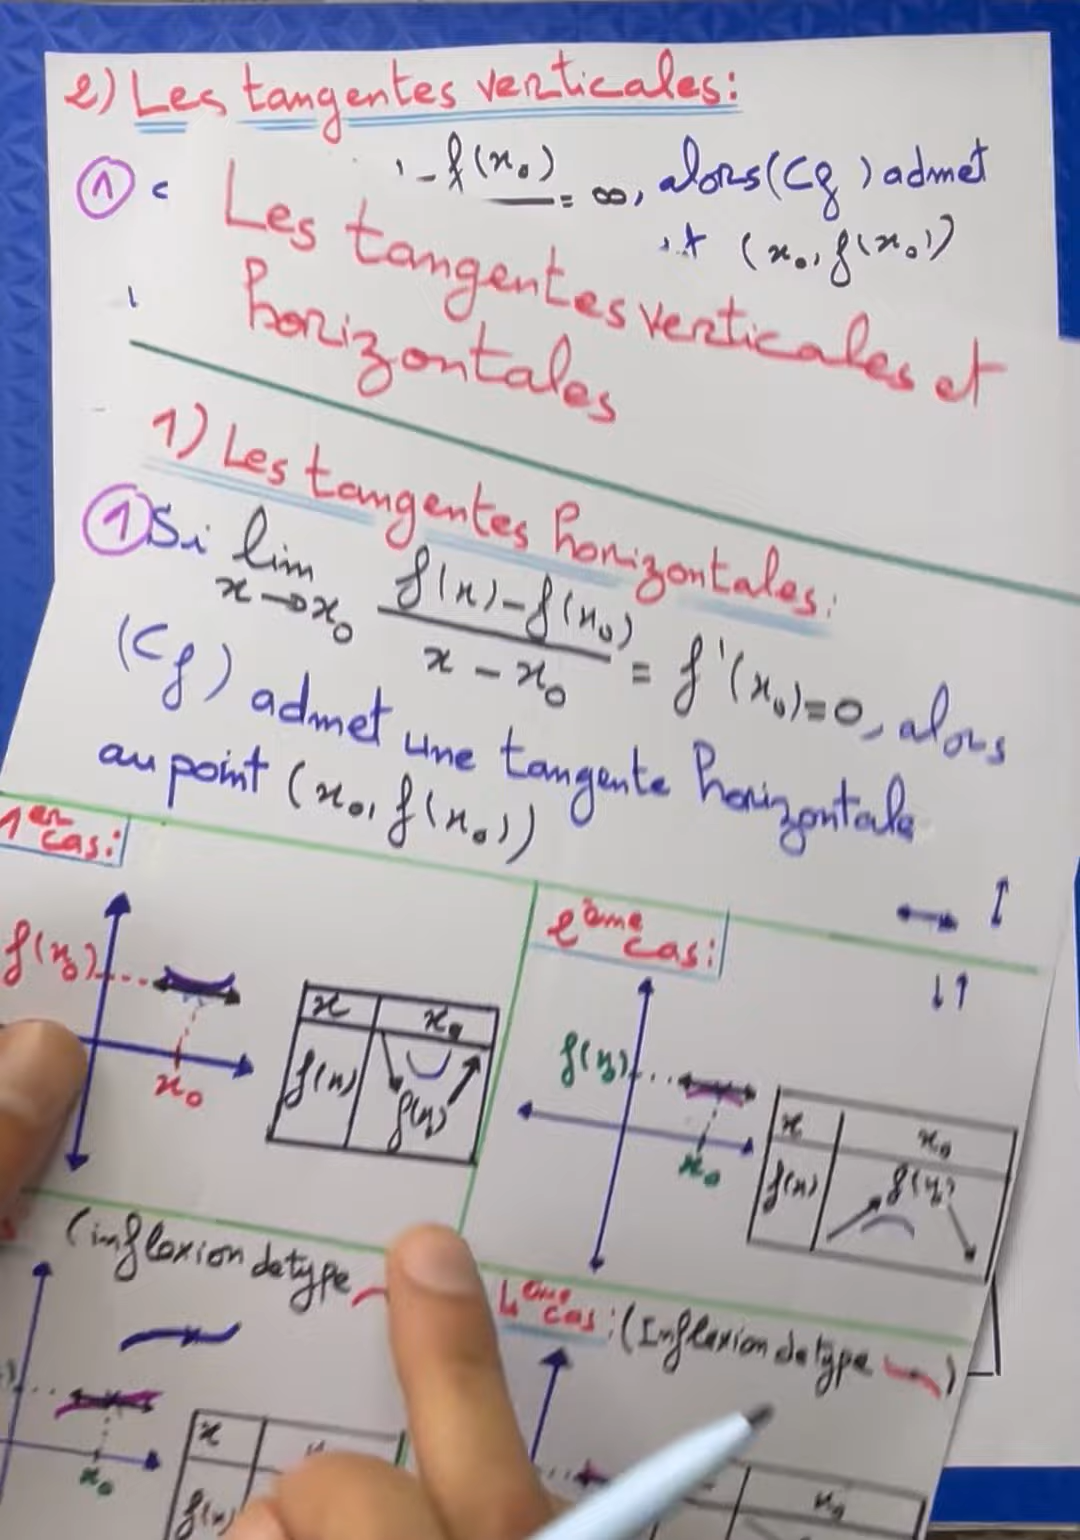 2) Les tangentes verticales:
① - f(x₀) = ∞, alors (Cf) admet
(x₀, f(x₀))
Les tangentes verticales et
horizontales
1) Les tangentes horizontales:
① Si lim x→x₀ f(x)-f(x₀) / x-x₀ = f'(x₀)=0, alors
(Cf) admet une tangente horizontale
au point (x₀, f(x₀))
1er cas:
f(x₀)
x₀
x x₀
f(x) f(x₀)
2ème cas:
f(x₀)
x₀
x x₀
f(x) f(x₀)
(inflexion de type
x₀
x
f(x)
4ème cas: (Inflexion de type )
x₀